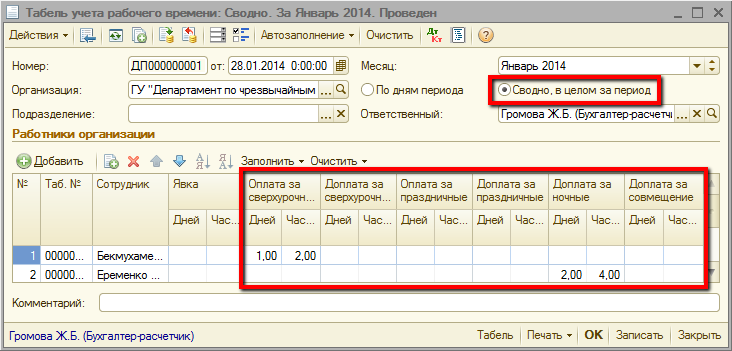 Табель учета рабочего времени: Сводно. За Январь 2014. Проведен
Действия Автозаполнение Очистить Дт Кт ?
Номер: ДП000000001 от: 28.01.2014 0:00:00 Месяц: Январь 2014
Организация: ГУ "Департамент по чрезвычайным ... По дням периода Сводно, в целом за период
Подразделение: ... Ответственный: Громова Ж.Б. (Бухгалтер-расчетчи ...
Работники организации
Добавить Заполнить Очистить
№ Таб. № Сотрудник Явка Оплата за сверхурочн... Доплата за сверхурочн... Оплата за праздничные Доплата за праздничные Доплата за ночные Доплата за совмещение
Дней Час... Дней Час... Дней Час... Дней Час... Дней Час... Дней Час... Дней Час...
1 00000... Бекмухаме... 1,00 2,00
2 00000... Еременко ... 2,00 4,00
Комментарий:
Громова Ж.Б. (Бухгалтер-расчетчик) Табель Печать OK Записать Закрыть